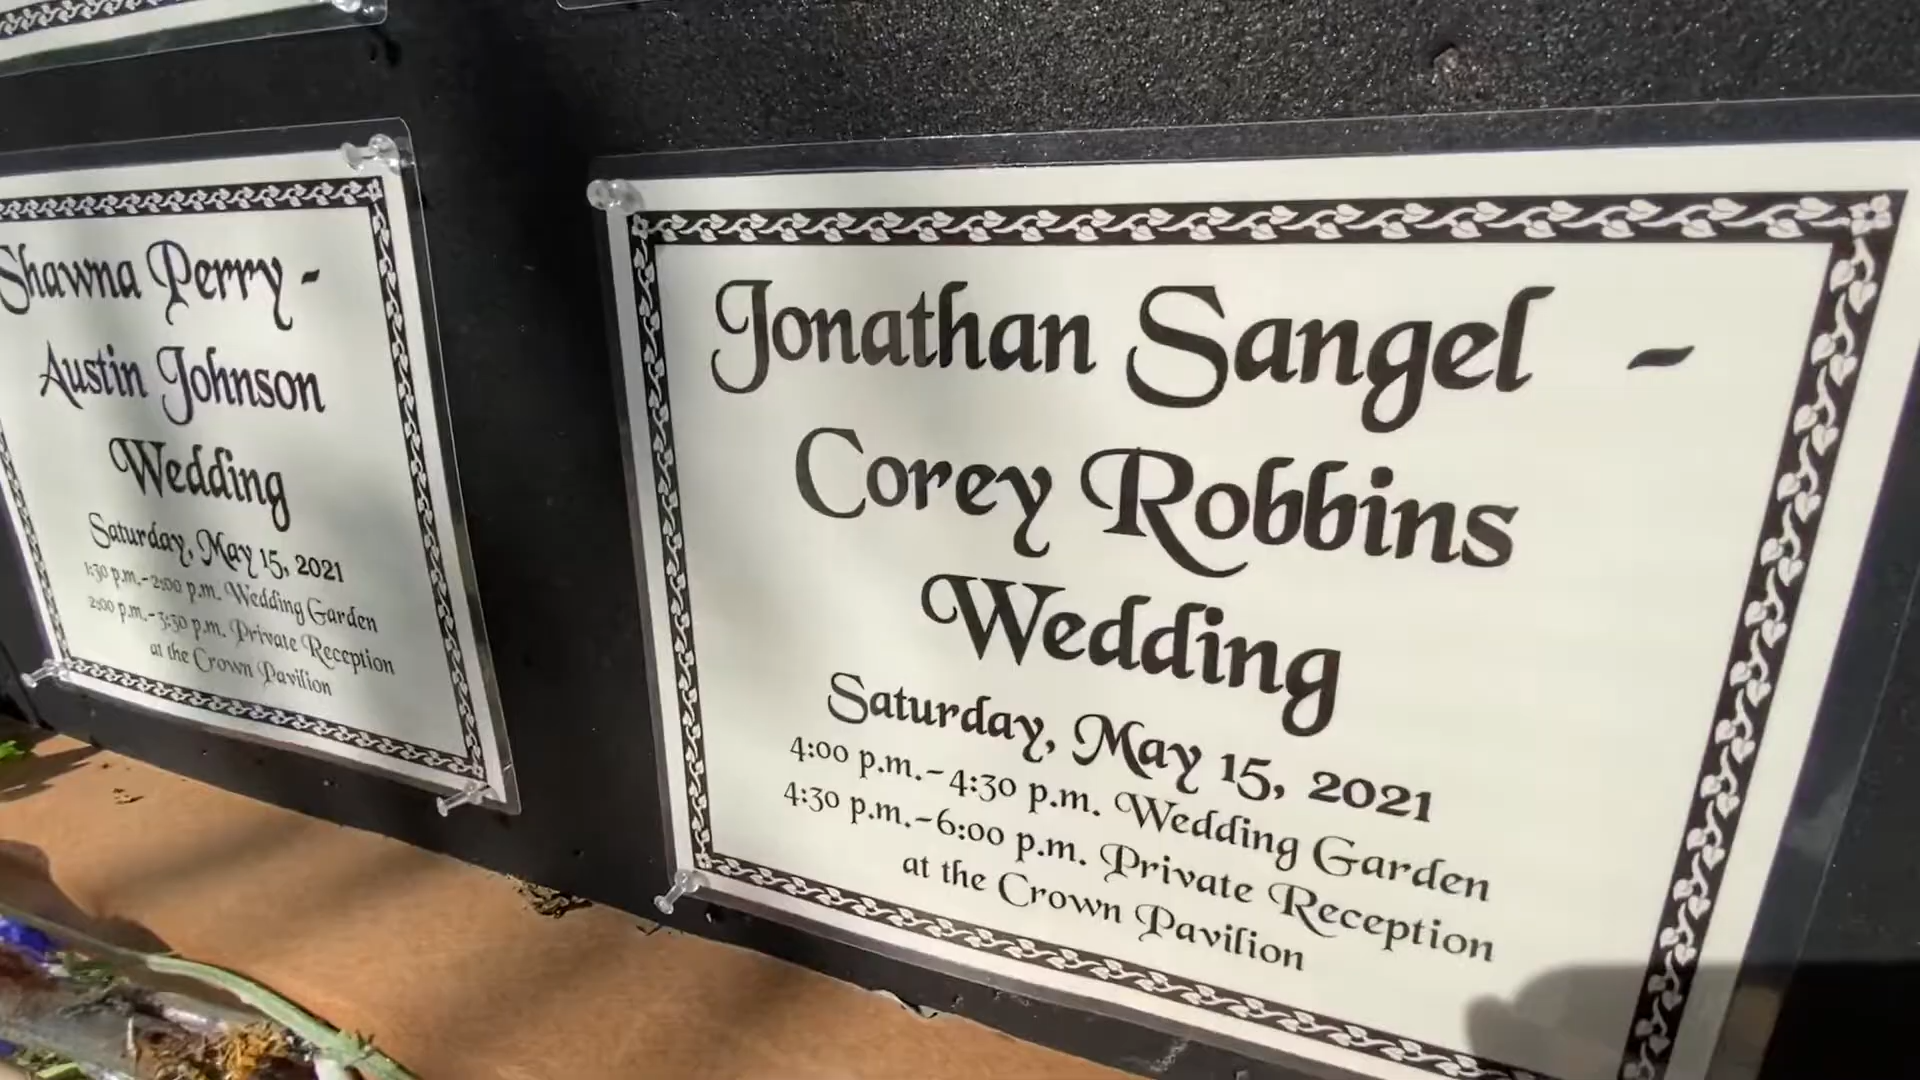 Shawna Perry -
Austin Johnson
Wedding
Saturday, May 15, 2021
1:30 p.m.-2:00 p.m. Wedding Garden
2:00 p.m.-3:30 p.m. Private Reception
at the Crown Pavilion
Jonathan Sangel -
Corey Robbins
Wedding
Saturday, May 15, 2021
4:00 p.m.-4:30 p.m. Wedding Garden
4:30 p.m.-6:00 p.m. Private Reception
at the Crown Pavilion